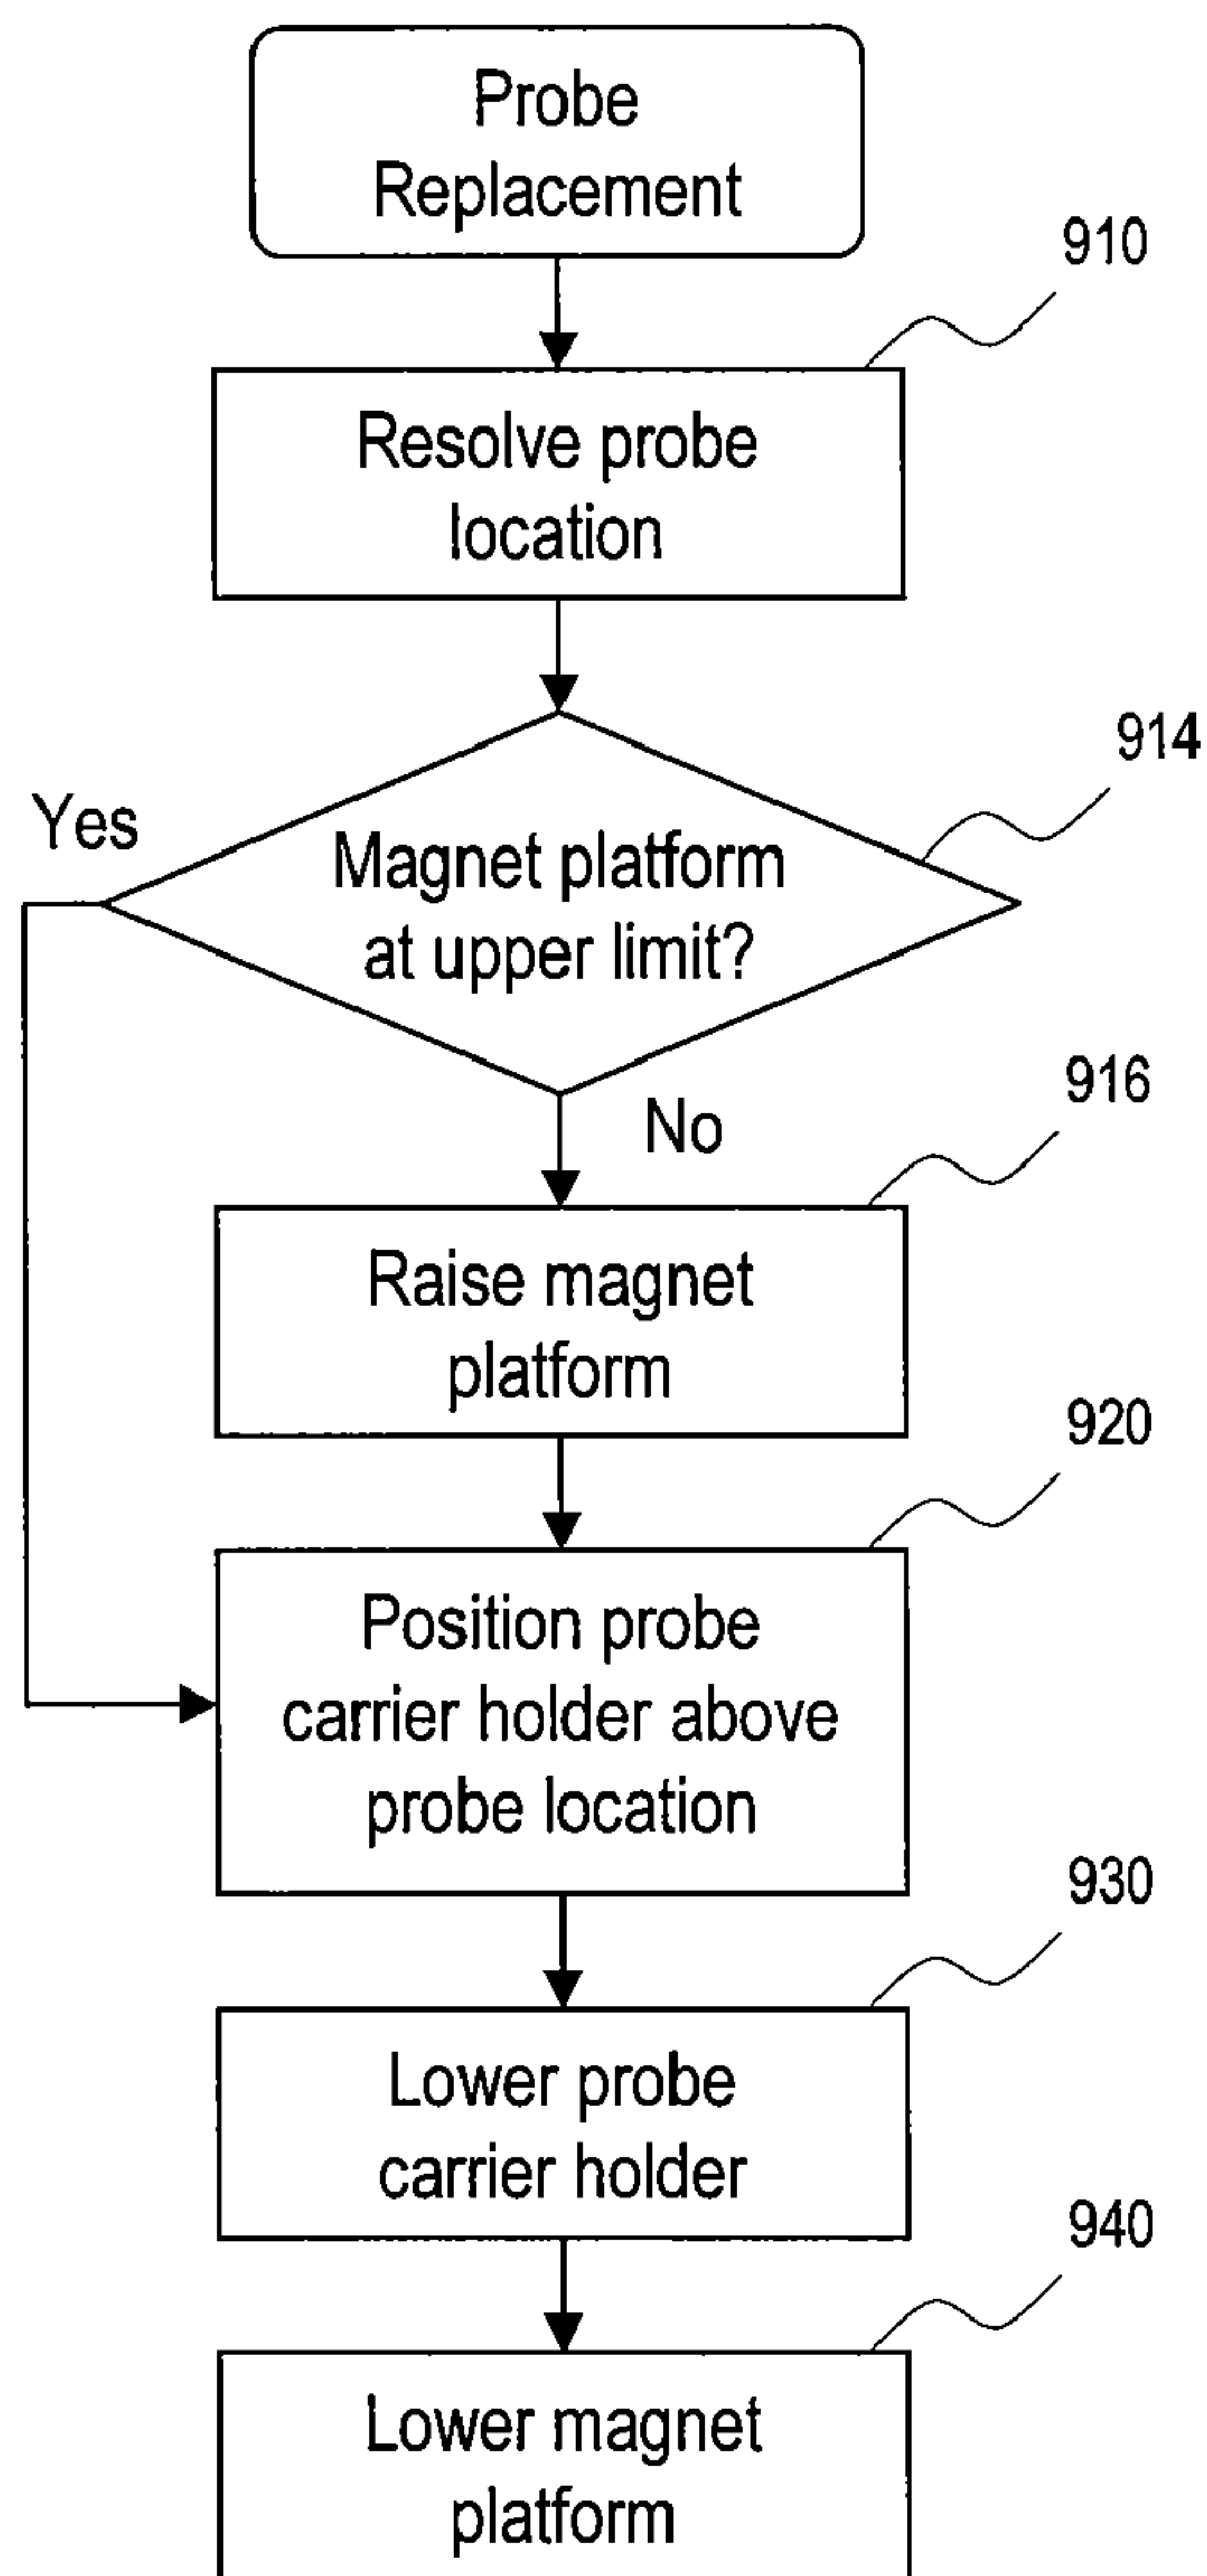 Probe
Replacement
910
Resolve probe
location
914
Yes
Magnet platform
at upper limit?
No
916
Raise magnet
platform
920
Position probe
carrier holder above
probe location
930
Lower probe
carrier holder
940
Lower magnet
platform